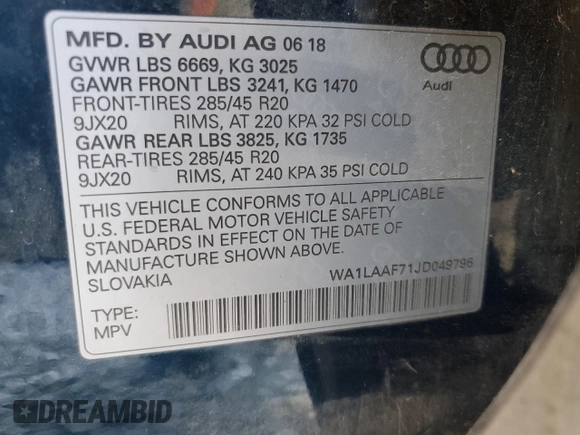 MFD. BY AUDI AG 06 18
GVWR LBS 6669, KG 3025
GAWR FRONT LBS 3241, KG 1470
FRONT-TIRES 285/45 R20
9JX20 RIMS, AT 220 KPA 32 PSI COLD
GAWR REAR LBS 3825, KG 1735
REAR-TIRES 285/45 R20
9JX20 RIMS, AT 240 KPA 35 PSI COLD
Audi
THIS VEHICLE CONFORMS TO ALL APPLICABLE
U.S. FEDERAL MOTOR VEHICLE SAFETY
STANDARDS IN EFFECT ON THE DATE OF
MANUFACTURE SHOWN ABOVE.
SLOVAKIA
WA1LAAF71JD049796
TYPE:
MPV
DREAMBID